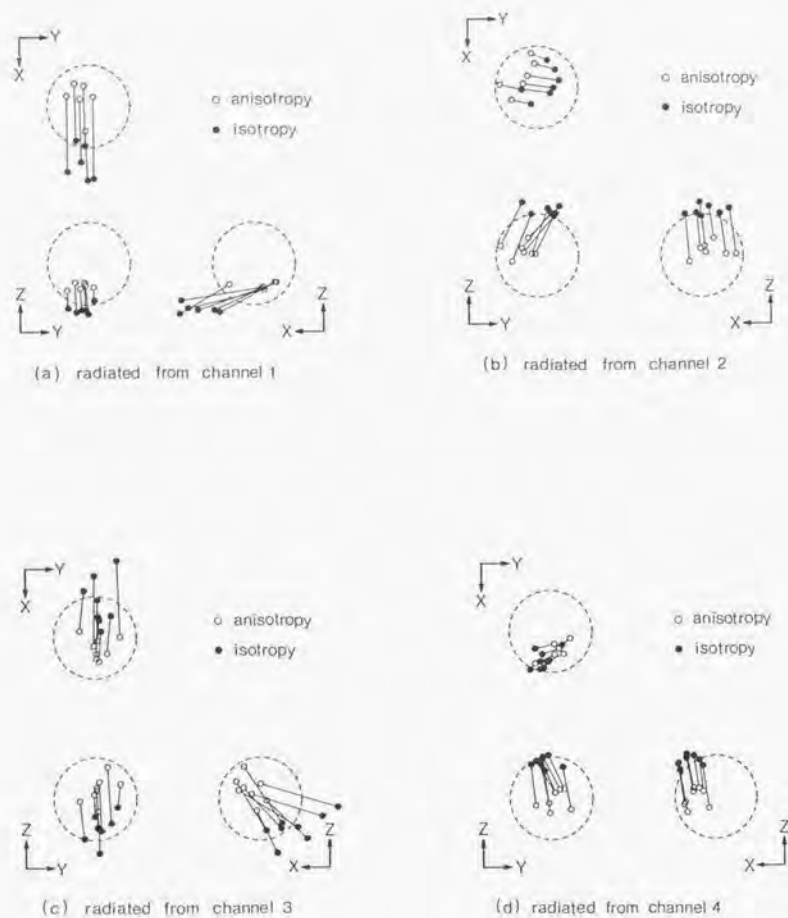 Y
X
○ anisotropy
● isotropy
Z
Y
Z
X
(a) radiated from channel 1
Y
X
○ anisotropy
● isotropy
Z
Y
Z
X
(b) radiated from channel 2
Y
X
○ anisotropy
● isotropy
Z
Y
Z
X
(c) radiated from channel 3
Y
X
○ anisotropy
● isotropy
Z
Y
Z
X
(d) radiated from channel 4